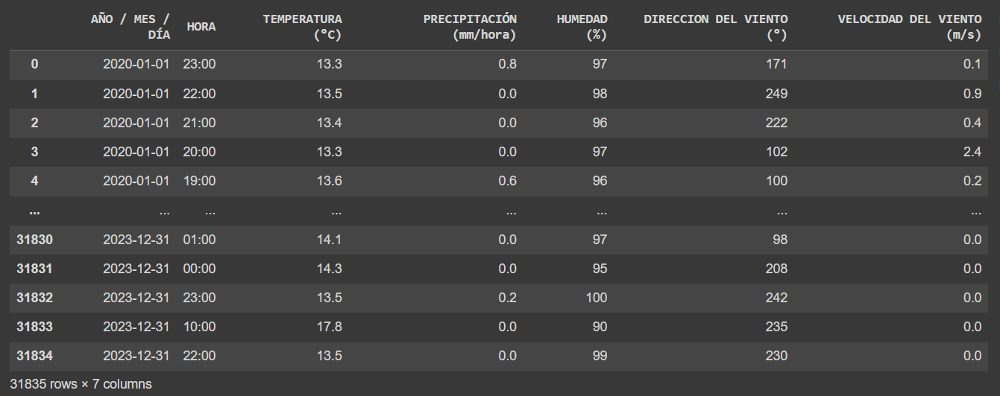 AÑO / MES / DÍA HORA TEMPERATURA (°C) PRECIPITACIÓN (mm/hora) HUMEDAD (%) DIRECCION DEL VIENTO (°) VELOCIDAD DEL VIENTO (m/s)
0 2020-01-01 23:00 13.3 0.8 97 171 0.1
1 2020-01-01 22:00 13.5 0.0 98 249 0.9
2 2020-01-01 21:00 13.4 0.0 96 222 0.4
3 2020-01-01 20:00 13.3 0.0 97 102 2.4
4 2020-01-01 19:00 13.6 0.6 96 100 0.2
... ... ... ... ... ... ... ...
31830 2023-12-31 01:00 14.1 0.0 97 98 0.0
31831 2023-12-31 00:00 14.3 0.0 95 208 0.0
31832 2023-12-31 23:00 13.5 0.2 100 242 0.0
31833 2023-12-31 10:00 17.8 0.0 90 235 0.0
31834 2023-12-31 22:00 13.5 0.0 99 230 0.0
31835 rows × 7 columns